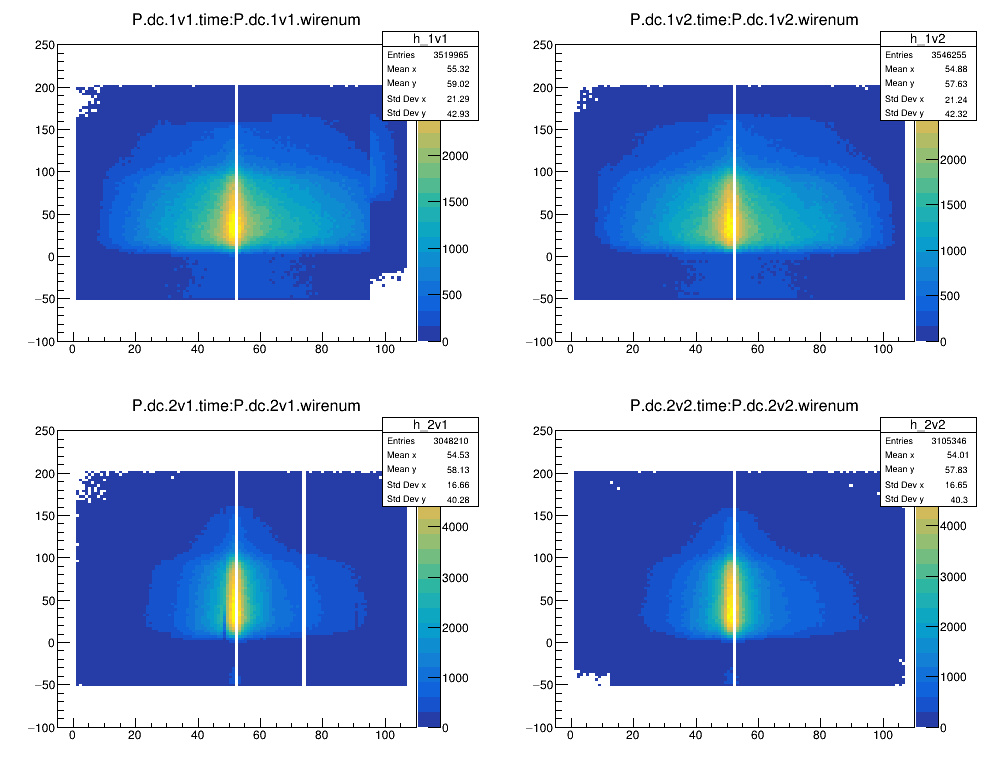 P.dc.1v1.time:P.dc.1v1.wirenum
h_1v1
Entries 3519965
Mean x 55.32
Mean y 59.02
Std Dev x 21.29
Std Dev y 42.93
250
200
150
100
50
0
−50
−100
0 20 40 60 80 100
2000
1500
1000
500
0
P.dc.1v2.time:P.dc.1v2.wirenum
h_1v2
Entries 3546255
Mean x 54.88
Mean y 57.63
Std Dev x 21.24
Std Dev y 42.32
250
200
150
100
50
0
−50
−100
0 20 40 60 80 100
2000
1500
1000
500
0
P.dc.2v1.time:P.dc.2v1.wirenum
h_2v1
Entries 3048210
Mean x 54.53
Mean y 58.13
Std Dev x 16.66
Std Dev y 40.28
250
200
150
100
50
0
−50
−100
0 20 40 60 80 100
4000
3000
2000
1000
0
P.dc.2v2.time:P.dc.2v2.wirenum
h_2v2
Entries 3105346
Mean x 54.01
Mean y 57.83
Std Dev x 16.65
Std Dev y 40.3
250
200
150
100
50
0
−50
−100
0 20 40 60 80 100
4000
3000
2000
1000
0